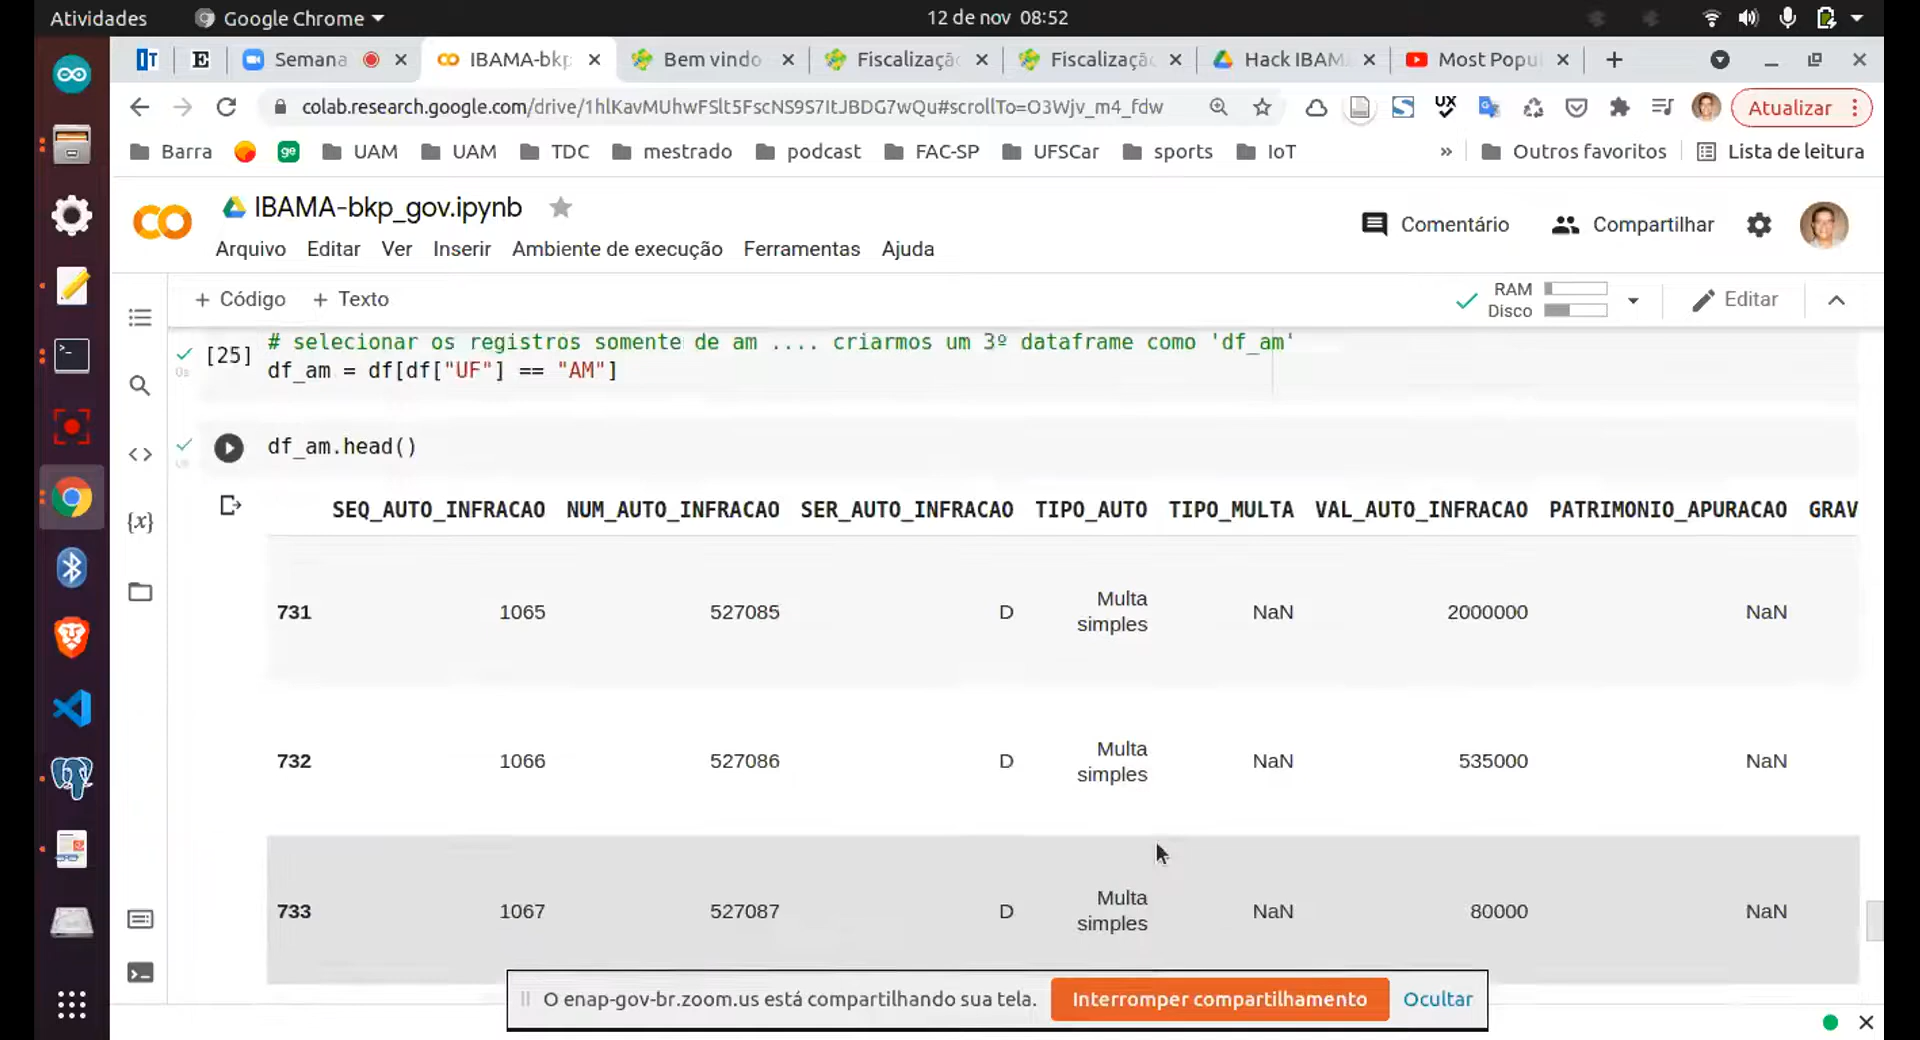 Atividades
Google Chrome
12 de nov 08:52
Semana
IBAMA-bkp
Bem vindo
Fiscalizaçã
Fiscalizaçã
Hack IBAM
Most Popu
colab.research.google.com/drive/1hlKavMUhwFSlt5FscNS9S7ItJBDG7wQu#scrollTo=O3Wjv_m4_fdw
UX
Atualizar
Barra
ge
UAM
UAM
TDC
mestrado
podcast
FAC-SP
UFSCar
sports
IoT
»
Outros favoritos
Lista de leitura
IBAMA-bkp_gov.ipynb
Comentário
Compartilhar
Arquivo Editar Ver Inserir Ambiente de execução Ferramentas Ajuda
+ Código + Texto
RAM
Disco
Editar
[25]
0s
# selecionar os registros somente de am .... criarmos um 3º dataframe como 'df_am'
df_am = df[df["UF"] == "AM"]
df_am.head()
SEQ_AUTO_INFRACAO NUM_AUTO_INFRACAO SER_AUTO_INFRACAO TIPO_AUTO TIPO_MULTA VAL_AUTO_INFRACAO PATRIMONIO_APURACAO GRAV
731 1065 527085 D Multa simples NaN 2000000 NaN
732 1066 527086 D Multa simples NaN 535000 NaN
733 1067 527087 D Multa simples NaN 80000 NaN
O enap-gov-br.zoom.us está compartilhando sua tela.
Interromper compartilhamento
Ocultar